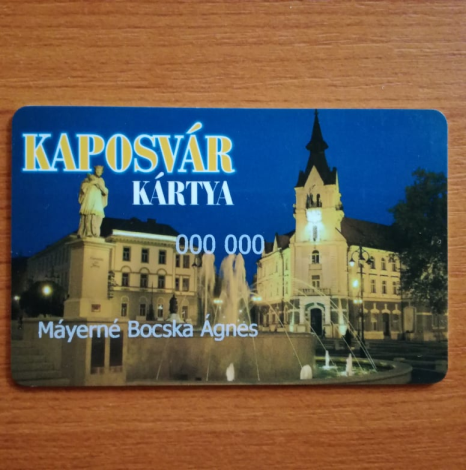 KAPOSVÁR
KÁRTYA
000 000
Máyerné Bocska Ágnes